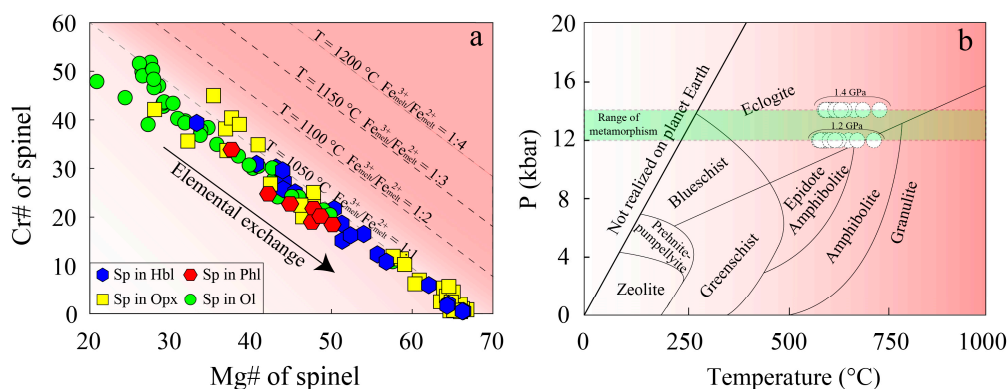 60
50
40
30
20
10
0
Cr# of spinel
a
T = 1200 °C Fe³⁺melt/Fe²⁺melt = 1:4
T = 1150 °C Fe³⁺melt/Fe²⁺melt = 1:3
T = 1100 °C Fe³⁺melt/Fe²⁺melt = 1:2
T = 1050 °C Fe³⁺melt/Fe²⁺melt = 1:1
Elemental exchange
Sp in Hbl
Sp in Phl
Sp in Opx
Sp in Ol
20
30
40
50
60
70
Mg# of spinel
20
16
12
8
4
0
P (kbar)
b
Not realized on planet Earth
Eclogite
1.4 GPa
Range of
metamorphism
1.2 GPa
Blueschist
Epidote
Amphibolite
Amphibolite
Granulite
Prehnite-
pumpellyite
Greenschist
Zeolite
0
250
500
750
1000
Temperature (°C)